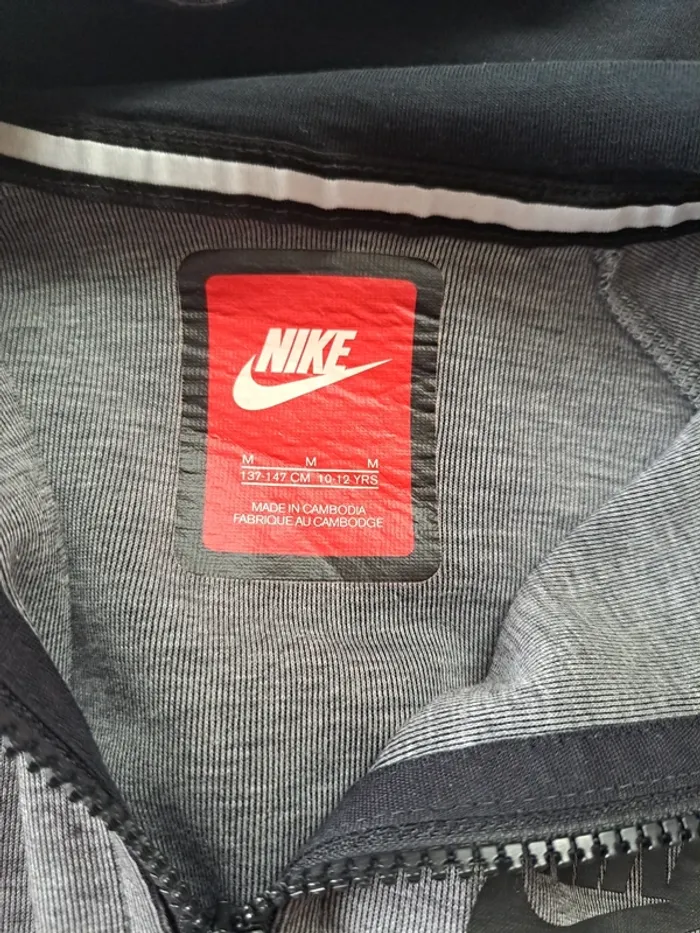 NIKE
M M M
137-147 CM 10-12 YRS
MADE IN CAMBODIA
FABRIQUE AU CAMBODGE